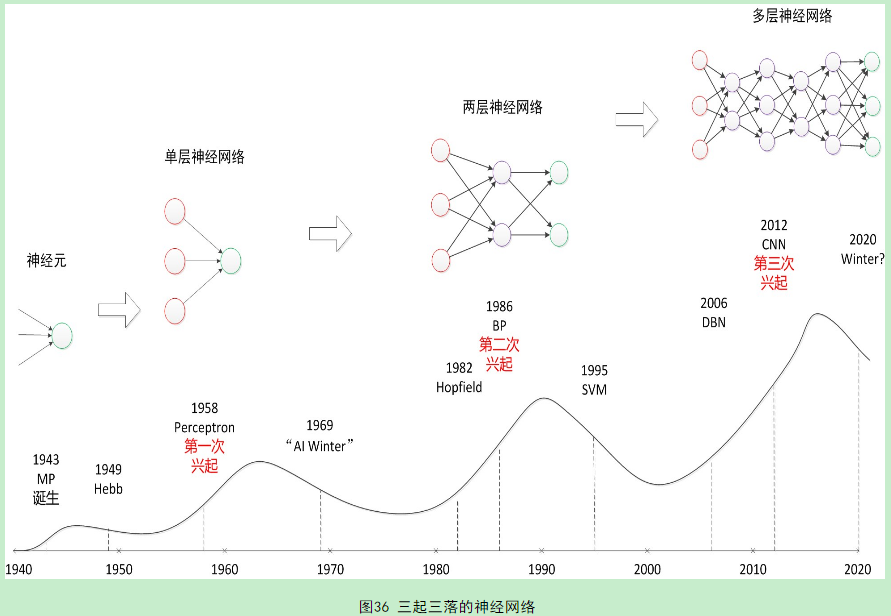 多层神经网络
两层神经网络
单层神经网络
神经元
2012
CNN
第三次
兴起
2020
Winter?
1986
BP
第二次
兴起
2006
DBN
1982
Hopfield
1995
SVM
1958
Perceptron
第一次
兴起
1969
“AI Winter”
1943
MP
诞生
1949
Hebb
1940 1950 1960 1970 1980 1990 2000 2010 2020
图36 三起三落的神经网络